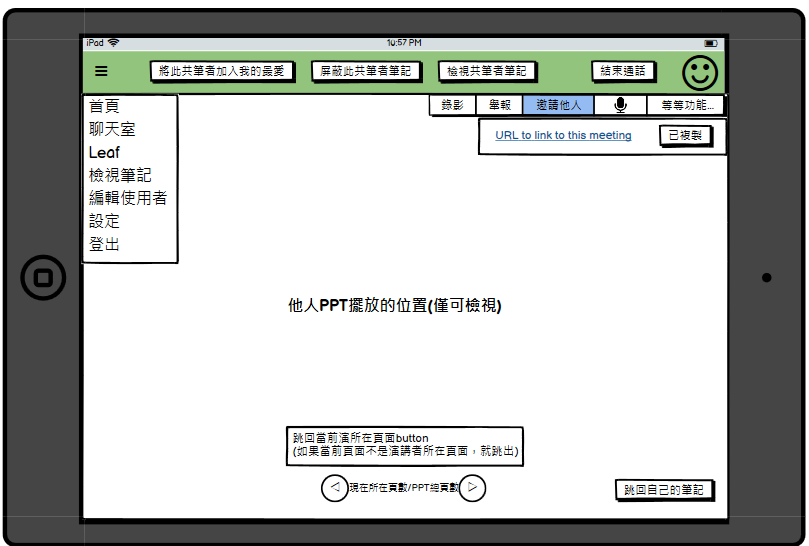 iPad
10:57 PM
將此共筆者加入我的最愛
屏蔽此共筆者筆記
檢視共筆者筆記
結束通話
首頁
聊天室
Leaf
檢視筆記
編輯使用者
設定
登出
錄影
舉報
邀請他人
等等功能...
URL to link to this meeting
已複製
他人PPT擺放的位置(僅可檢視)
跳回當前演所在頁面button
(如果當前頁面不是演講者所在頁面，就跳出)
現在所在頁數/PPT總頁數
跳回自己的筆記